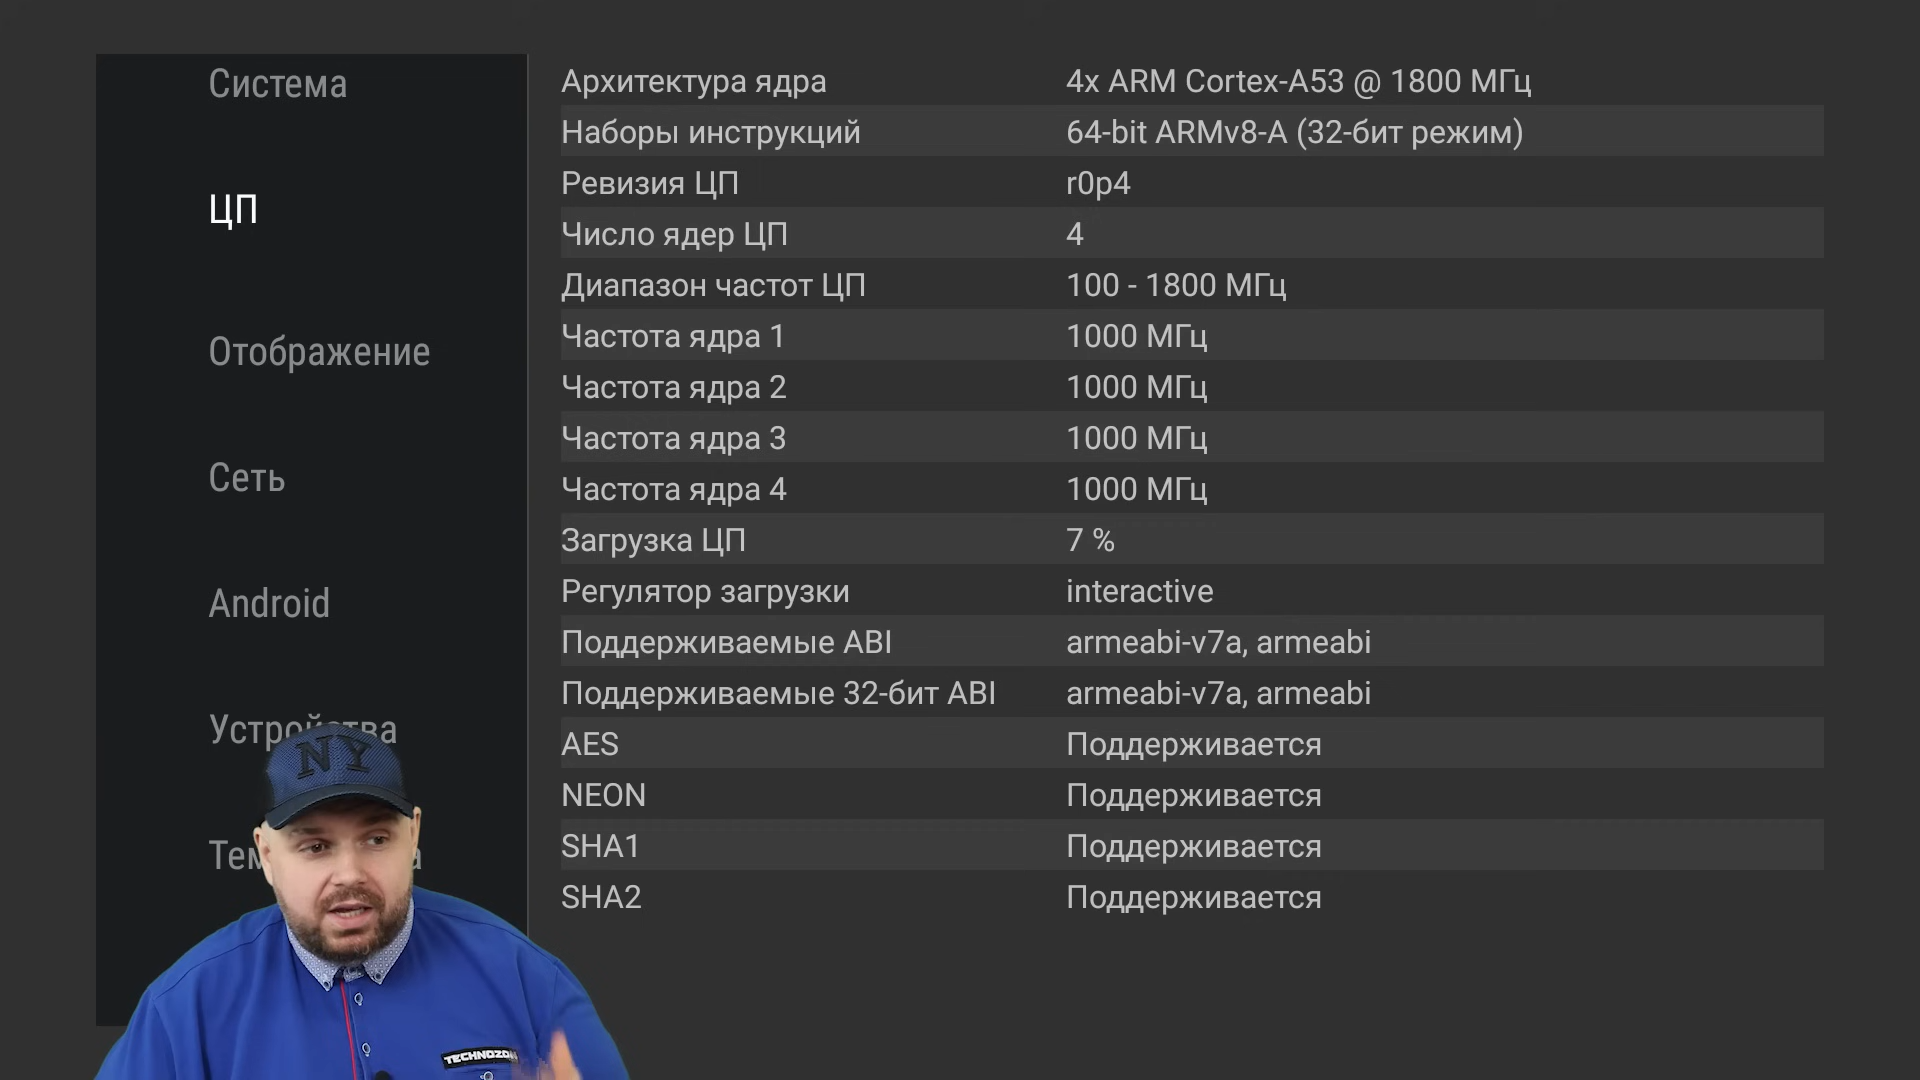 Система
ЦП
Отображение
Сеть
Android
Устройства
Архитектура ядра 4x ARM Cortex-A53 @ 1800 МГц
Наборы инструкций 64-bit ARMv8-A (32-бит режим)
Ревизия ЦП r0p4
Число ядер ЦП 4
Диапазон частот ЦП 100 - 1800 МГц
Частота ядра 1 1000 МГц
Частота ядра 2 1000 МГц
Частота ядра 3 1000 МГц
Частота ядра 4 1000 МГц
Загрузка ЦП 7 %
Регулятор загрузки interactive
Поддерживаемые ABI armeabi-v7a, armeabi
Поддерживаемые 32-бит ABI armeabi-v7a, armeabi
AES Поддерживается
NEON Поддерживается
SHA1 Поддерживается
SHA2 Поддерживается
NY